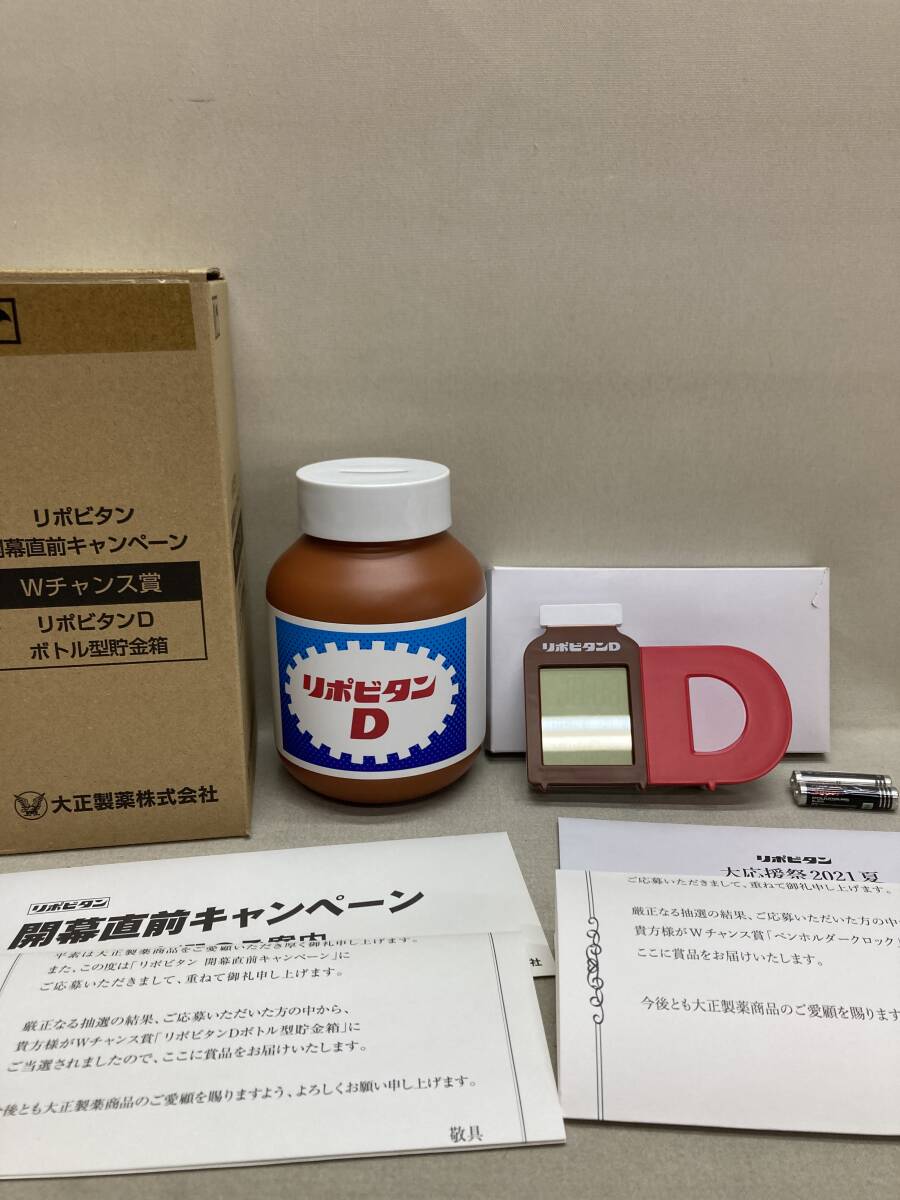 リポビタン
開幕直前キャンペーン
Wチャンス賞
リポビタンD
ボトル型貯金箱
大正製薬株式会社
リポビタン
D
リポビタンD
D
リポビタン
開幕直前キャンペーン
平素は大正製薬商品をご愛顧いただき厚く御礼申し上げます。
また、この度は「リポビタン 開幕直前キャンペーン」に
ご応募いただきまして、重ねて御礼申し上げます。
厳正なる抽選の結果、ご応募いただいた方の中から、
貴方様がWチャンス賞「リポビタンDボトル型貯金箱」に
ご当選されましたので、ここに賞品をお届けいたします。
今後とも大正製薬商品のご愛顧を賜りますよう、よろしくお願い申し上げます。
敬具
リポビタン
大応援祭2021夏
ご応募いただきまして、重ねて御礼申し上げます。
厳正なる抽選の結果、ご応募いただいた方の中か
貴方様がWチャンス賞「ペンホルダークロック」
ここに賞品をお届けいたします。
今後とも大正製薬商品のご愛顧を賜ります